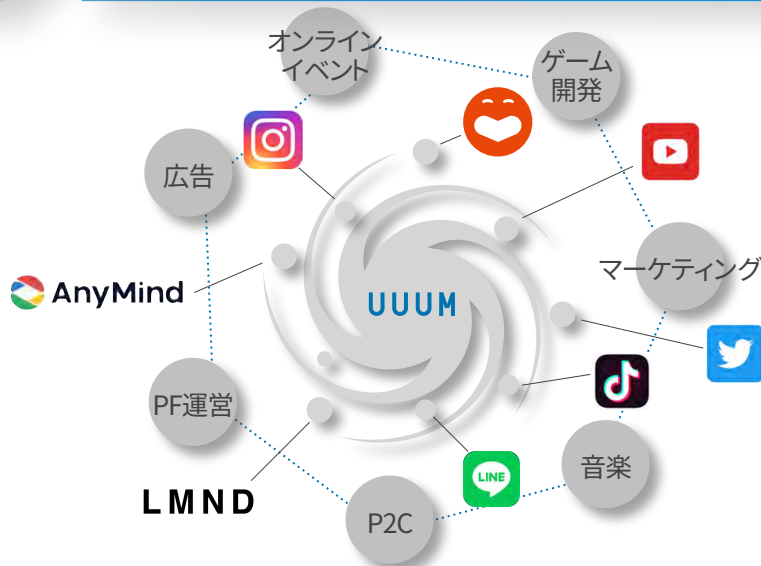 オンライン
イベント
ゲーム
開発
広告
マーケティング
AnyMind
UUUM
PF運営
LMND
LINE
音楽
P2C